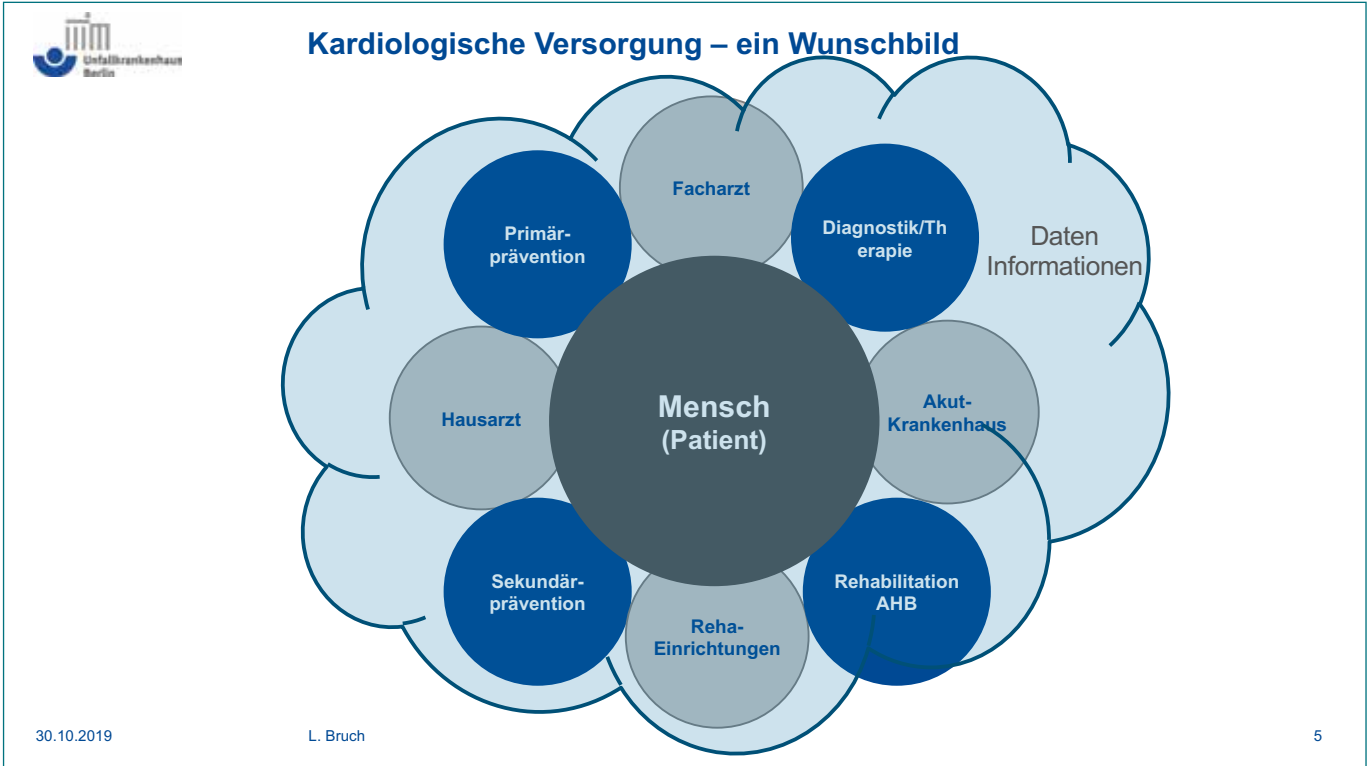 Unfallkrankenhaus
Berlin
Kardiologische Versorgung – ein Wunschbild
Facharzt
Primär-
prävention
Diagnostik/Th
erapie
Daten
Informationen
Hausarzt
Mensch
(Patient)
Akut-
Krankenhaus
Sekundär-
prävention
Reha-
Einrichtungen
Rehabilitation
AHB
30.10.2019
L. Bruch
5